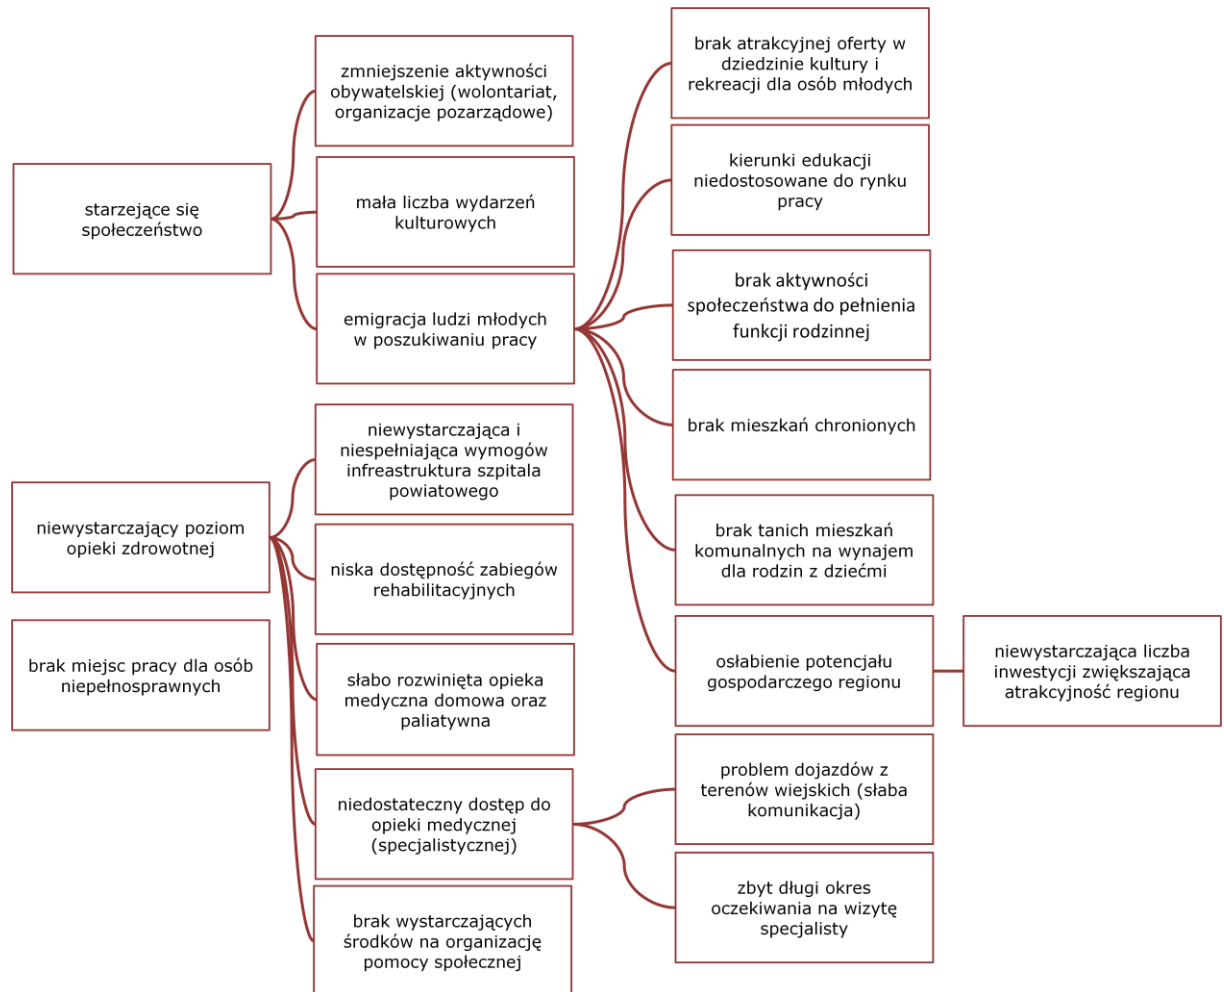 starzejące się
społeczeństwo
zmniejszenie aktywności
obywatelskiej (wolontariat,
organizacje pozarządowe)
mała liczba wydarzeń
kulturowych
emigracja ludzi młodych
w poszukiwaniu pracy
brak atrakcyjnej oferty w
dziedzinie kultury i
rekreacji dla osób młodych
kierunki edukacji
niedostosowane do rynku
pracy
brak aktywności
społeczeństwa do pełnienia
funkcji rodzinnej
brak mieszkań chronionych
brak tanich mieszkań
komunalnych na wynajem
dla rodzin z dziećmi
osłabienie potencjału
gospodarczego regionu
niewystarczająca liczba
inwestycji zwiększająca
atrakcyjność regionu
niewystarczający poziom
opieki zdrowotnej
niewystarczająca i
niespełniająca wymogów
infreastruktura szpitala
powiatowego
niska dostępność zabiegów
rehabilitacyjnych
słabo rozwinięta opieka
medyczna domowa oraz
paliatywna
niedostateczny dostęp do
opieki medycznej
(specjalistycznej)
problem dojazdów z
terenów wiejskich (słaba
komunikacja)
zbyt długi okres
oczekiwania na wizytę
specjalisty
brak wystarczających
środków na organizację
pomocy społecznej
brak miejsc pracy dla osób
niepełnosprawnych